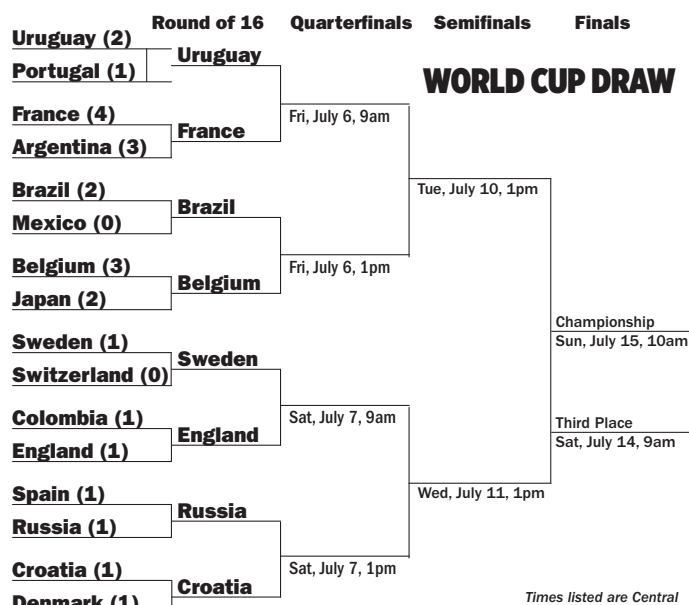 Round of 16 Quarterfinals Semifinals Finals
WORLD CUP DRAW
Uruguay (2)
Portugal (1)
Uruguay
France (4)
Argentina (3)
France
Fri, July 6, 9am
Brazil (2)
Mexico (0)
Brazil
Belgium (3)
Japan (2)
Belgium
Fri, July 6, 1pm
Tue, July 10, 1pm
Sweden (1)
Switzerland (0)
Sweden
Colombia (1)
England (1)
England
Sat, July 7, 9am
Spain (1)
Russia (1)
Russia
Croatia (1)
Denmark (1)
Croatia
Sat, July 7, 1pm
Wed, July 11, 1pm
Championship
Sun, July 15, 10am
Third Place
Sat, July 14, 9am
Times listed are Central